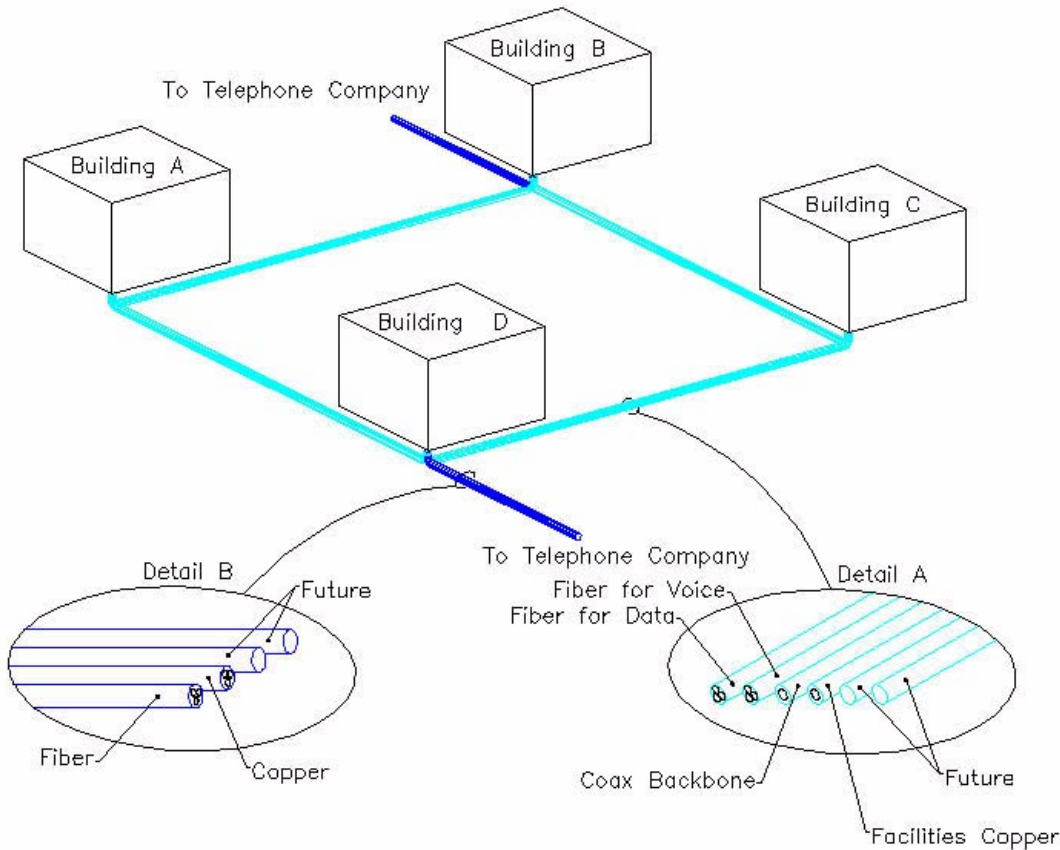 Building B
To Telephone Company
Building A
Building C
Building D
To Telephone Company
Detail B
Detail A
Future
Fiber for Voice
Fiber for Data
Fiber
Copper
Coax Backbone
Future
Facilities Copper